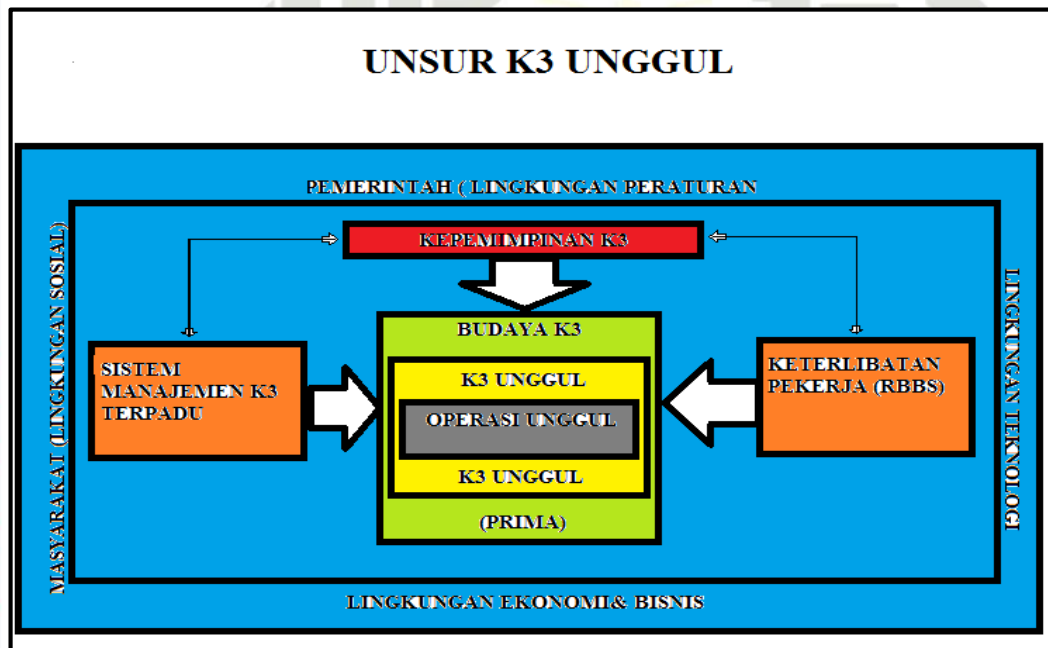 UNSUR K3 UNGGUL
PEMERINTAH ( LINGKUNGAN PERATURAN
MASYARAKAT (LINGKUNGAN SOSIAL)
KEPEMIMPINAN K3
SISTEM
MANAJEMEN K3
TERPADU
BUDAYA K3
K3 UNGGUL
OPERASI UNGGUL
K3 UNGGUL
(PRIMA)
KETERLIBATAN
PEKERJA (RBBS)
LINGKUNGAN TEKNOLOGI
LINGKUNGAN EKONOMI& BISNIS